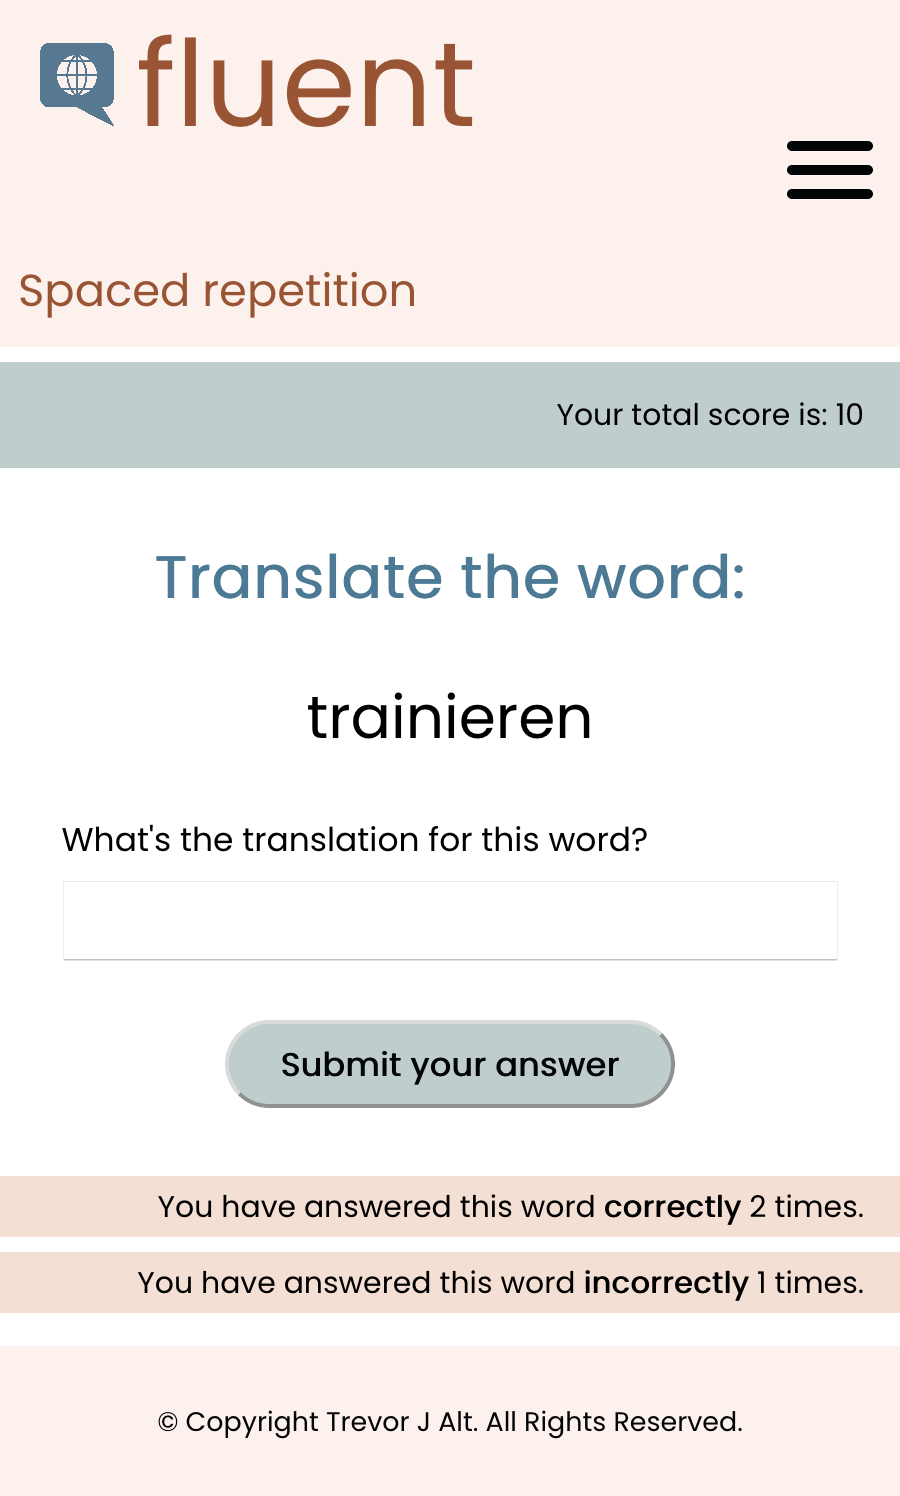 fluent
Spaced repetition
Your total score is: 10
Translate the word:
trainieren
What's the translation for this word?
Submit your answer
You have answered this word correctly 2 times.
You have answered this word incorrectly 1 times.
© Copyright Trevor J Alt. All Rights Reserved.